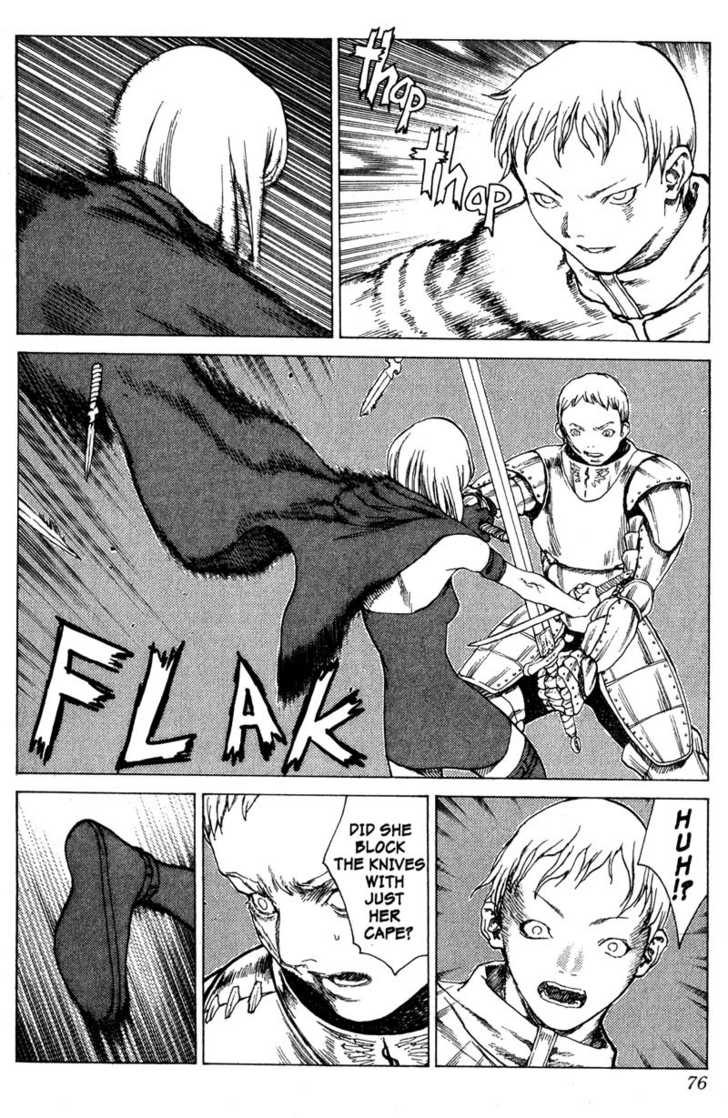 thap
thap
FLAK
DID SHE
BLOCK
THE KNIVES
WITH
JUST
HER
CAPE?
HUH!?
76